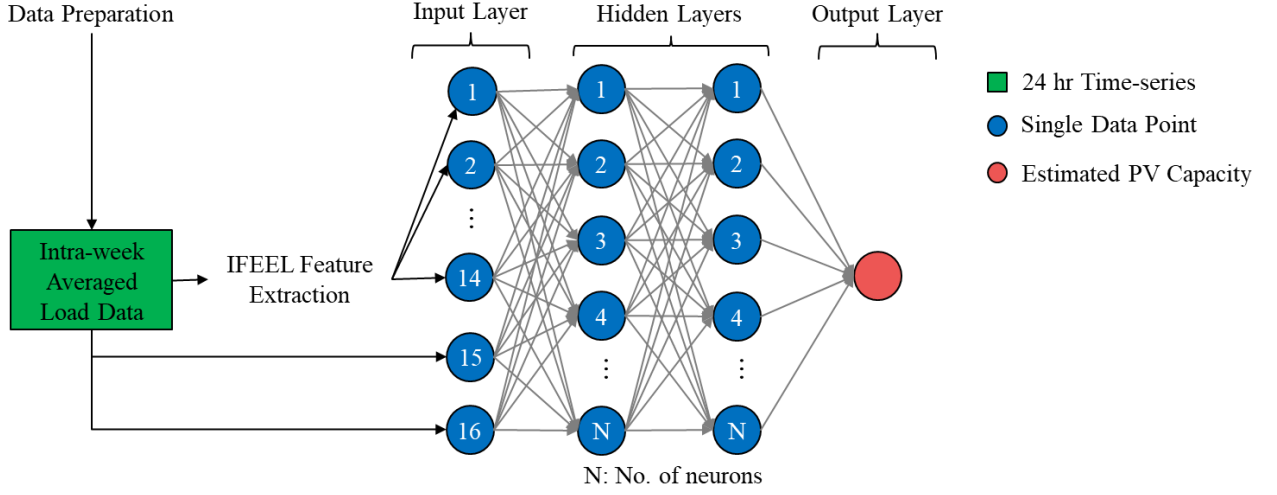 Data Preparation
Input Layer
Hidden Layers
Output Layer
1
2
⋮
14
15
16
1
2
3
4
⋮
N
1
2
3
4
⋮
N
Intra-week
Averaged
Load Data
IFEEL Feature
Extraction
24 hr Time-series
Single Data Point
Estimated PV Capacity
N: No. of neurons